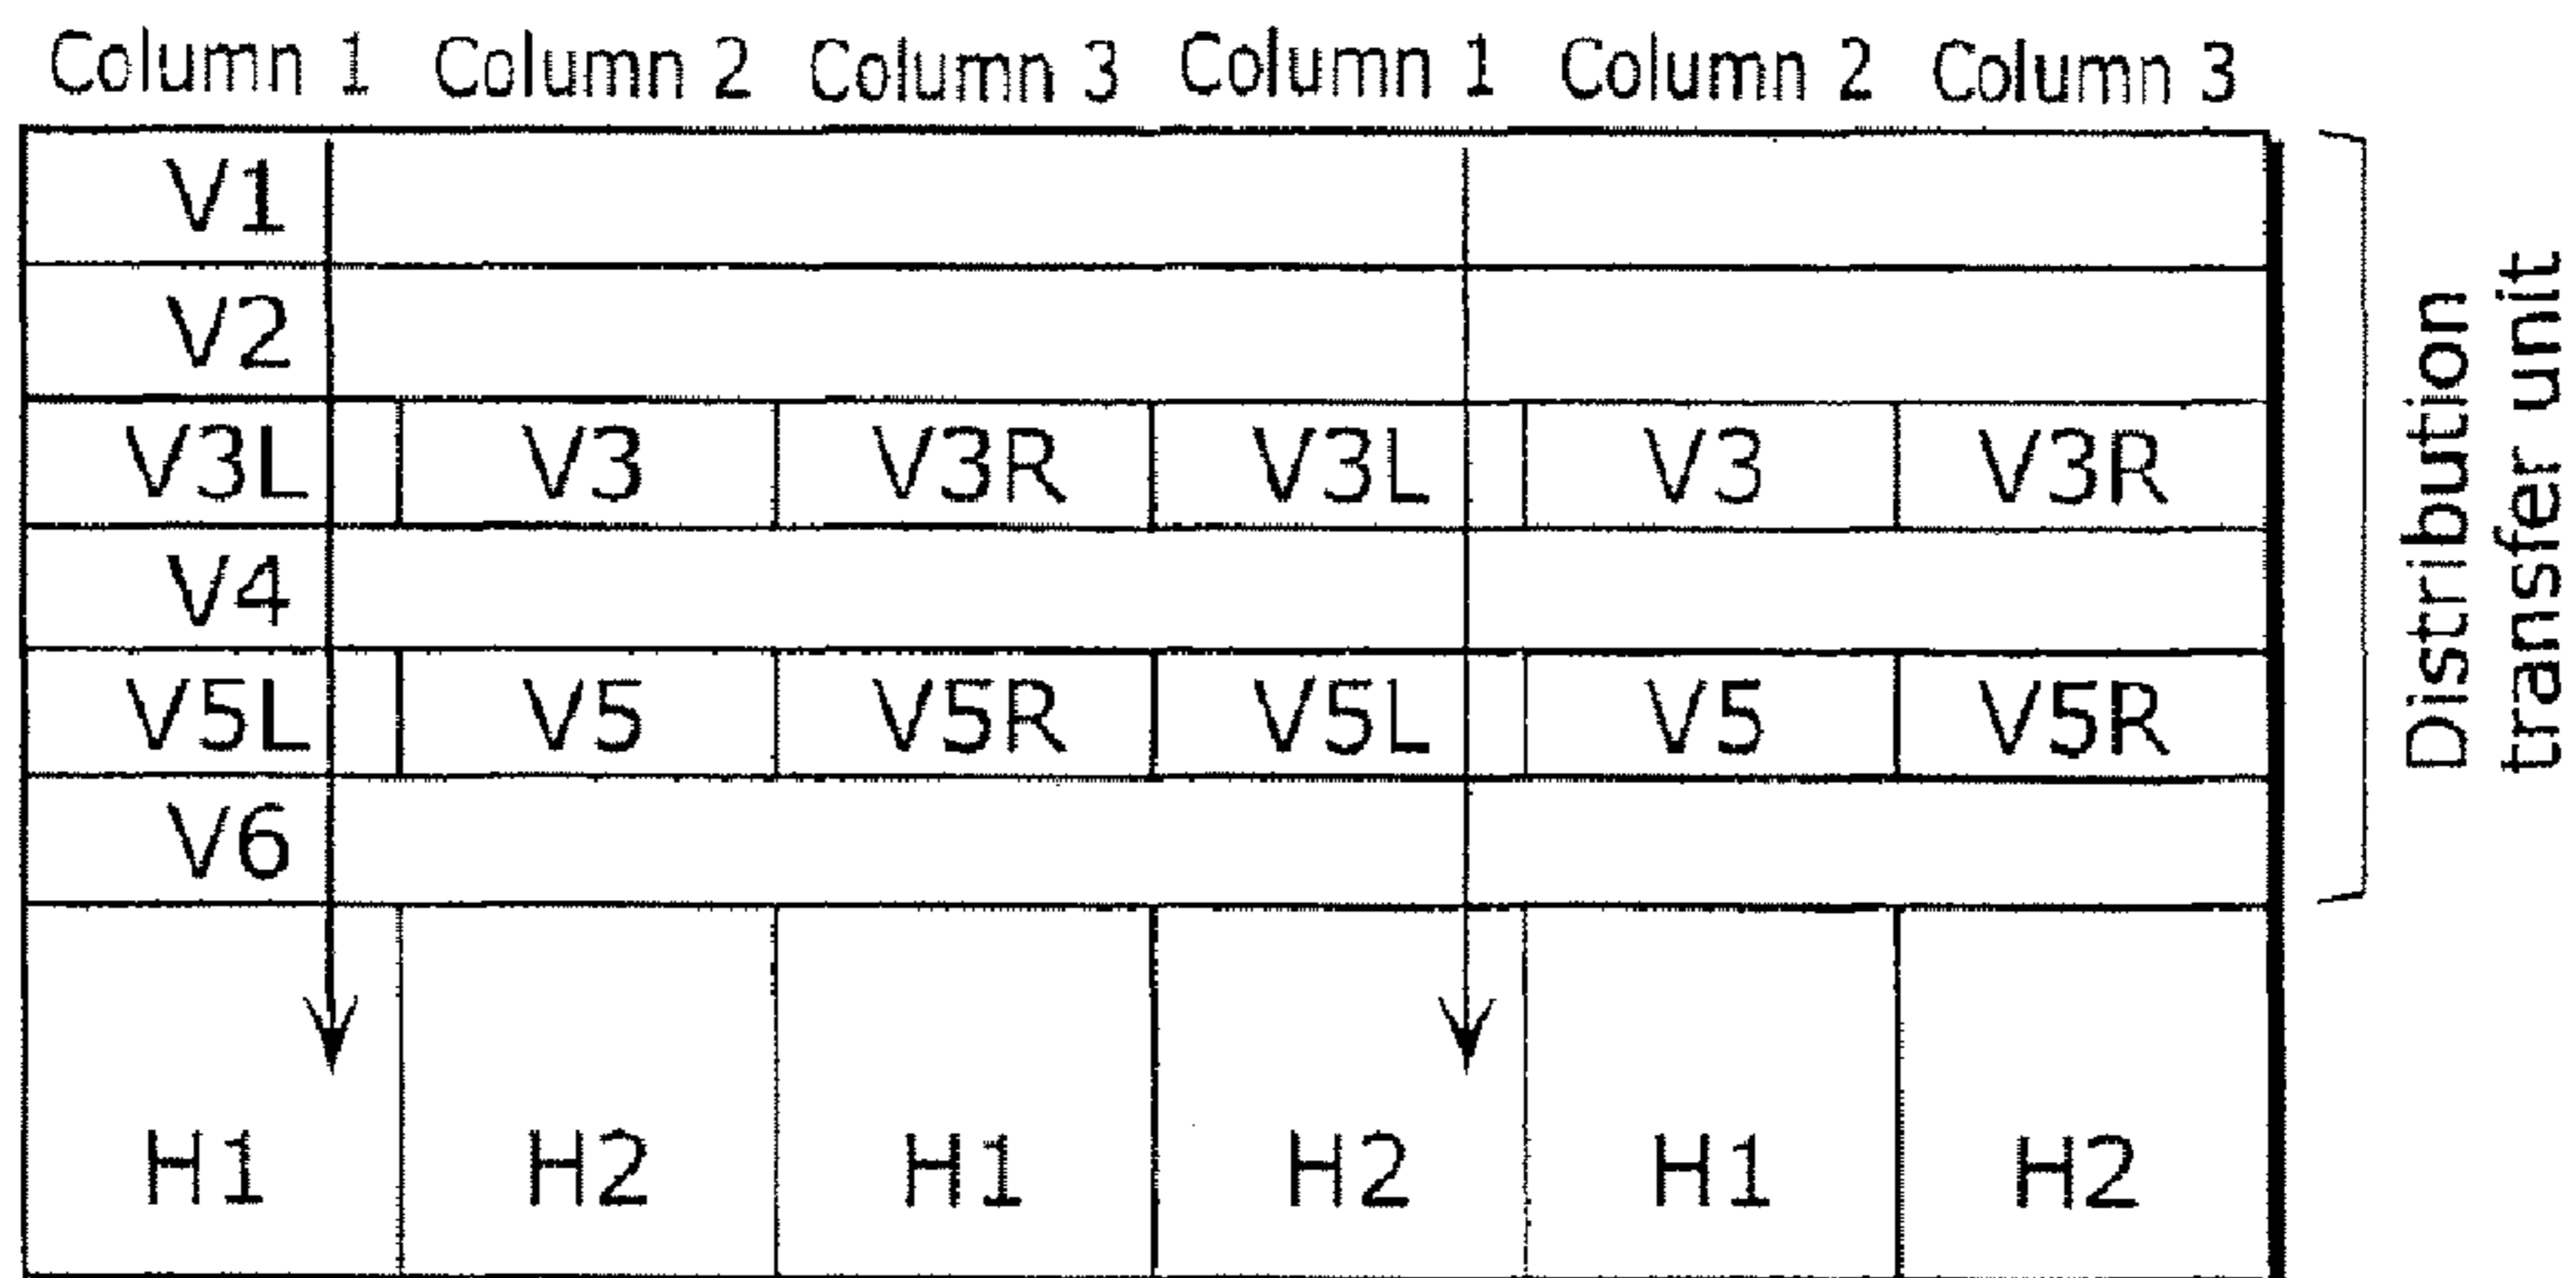 Column 1 Column 2 Column 3 Column 1 Column 2 Column 3
V1
V2
V3L V3 V3R V3L V3 V3R
V4
V5L V5 V5R V5L V5 V5R
V6
H1 H2 H1 H2 H1 H2
Distribution
transfer unit